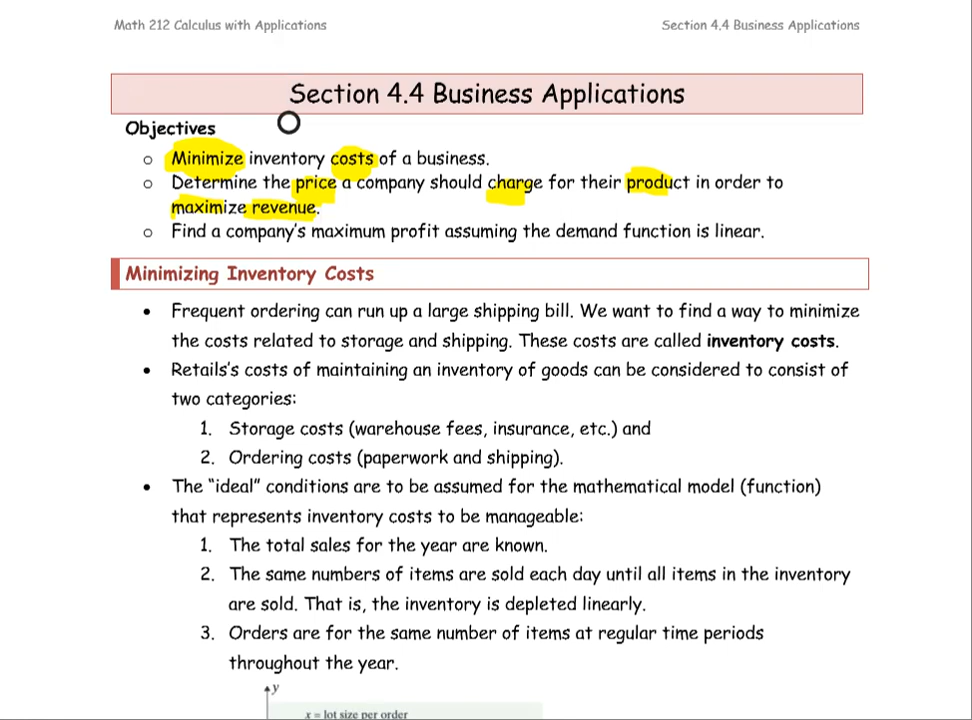 Math 212 Calculus with Applications Section 4.4 Business Applications
Section 4.4 Business Applications
Objectives
o Minimize inventory costs of a business.
o Determine the price a company should charge for their product in order to
maximize revenue.
o Find a company's maximum profit assuming the demand function is linear.
Minimizing Inventory Costs
• Frequent ordering can run up a large shipping bill. We want to find a way to minimize
the costs related to storage and shipping. These costs are called inventory costs.
• Retails's costs of maintaining an inventory of goods can be considered to consist of
two categories:
1. Storage costs (warehouse fees, insurance, etc.) and
2. Ordering costs (paperwork and shipping).
• The "ideal" conditions are to be assumed for the mathematical model (function)
that represents inventory costs to be manageable:
1. The total sales for the year are known.
2. The same numbers of items are sold each day until all items in the inventory
are sold. That is, the inventory is depleted linearly.
3. Orders are for the same number of items at regular time periods
throughout the year.
y
x = lot size per order